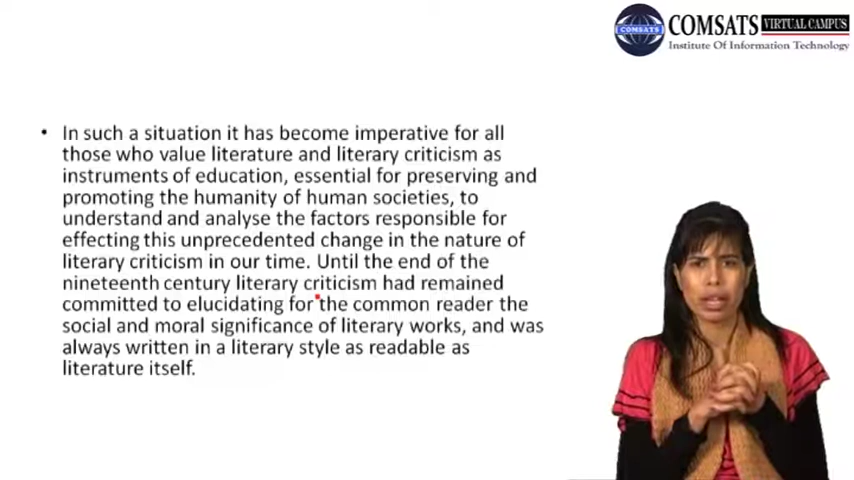 COMSATS
COMSATS VIRTUAL CAMPUS
Institute Of Information Technology
• In such a situation it has become imperative for all
those who value literature and literary criticism as
instruments of education, essential for preserving and
promoting the humanity of human societies, to
understand and analyse the factors responsible for
effecting this unprecedented change in the nature of
literary criticism in our time. Until the end of the
nineteenth century literary criticism had remained
committed to elucidating for the common reader the
social and moral significance of literary works, and was
always written in a literary style as readable as
literature itself.